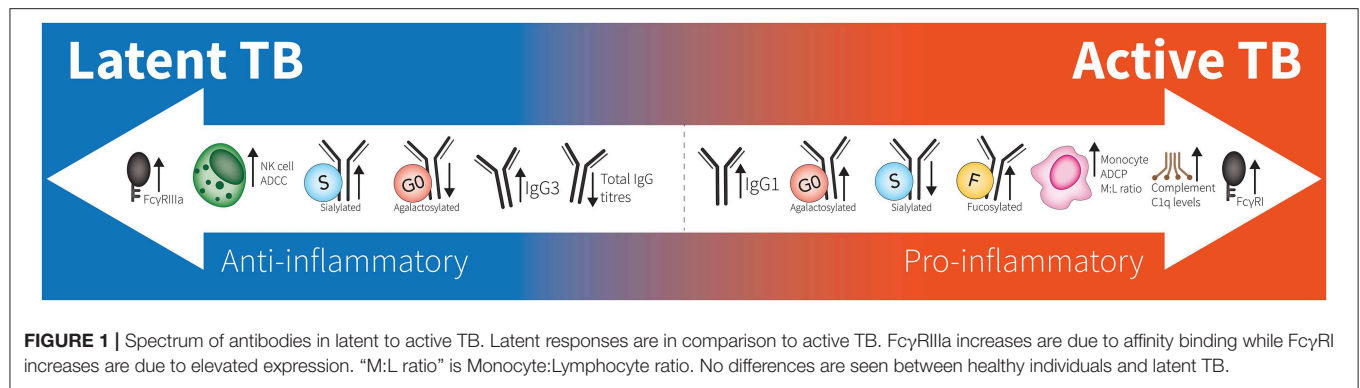 Latent TB
Active TB
FcγRIIIa
NK cell
ADCC
S
Sialylated
G0
Agalactosylated
IgG3
Total IgG
titres
IgG1
G0
Agalactosylated
S
Sialylated
F
Fucosylated
Monocyte
ADCP
M:L ratio
Complement
C1q levels
FcγRI
Anti-inflammatory
Pro-inflammatory
FIGURE 1 | Spectrum of antibodies in latent to active TB. Latent responses are in comparison to active TB. FcγRIIIa increases are due to affinity binding while FcγRI
increases are due to elevated expression. “M:L ratio” is Monocyte:Lymphocyte ratio. No differences are seen between healthy individuals and latent TB.